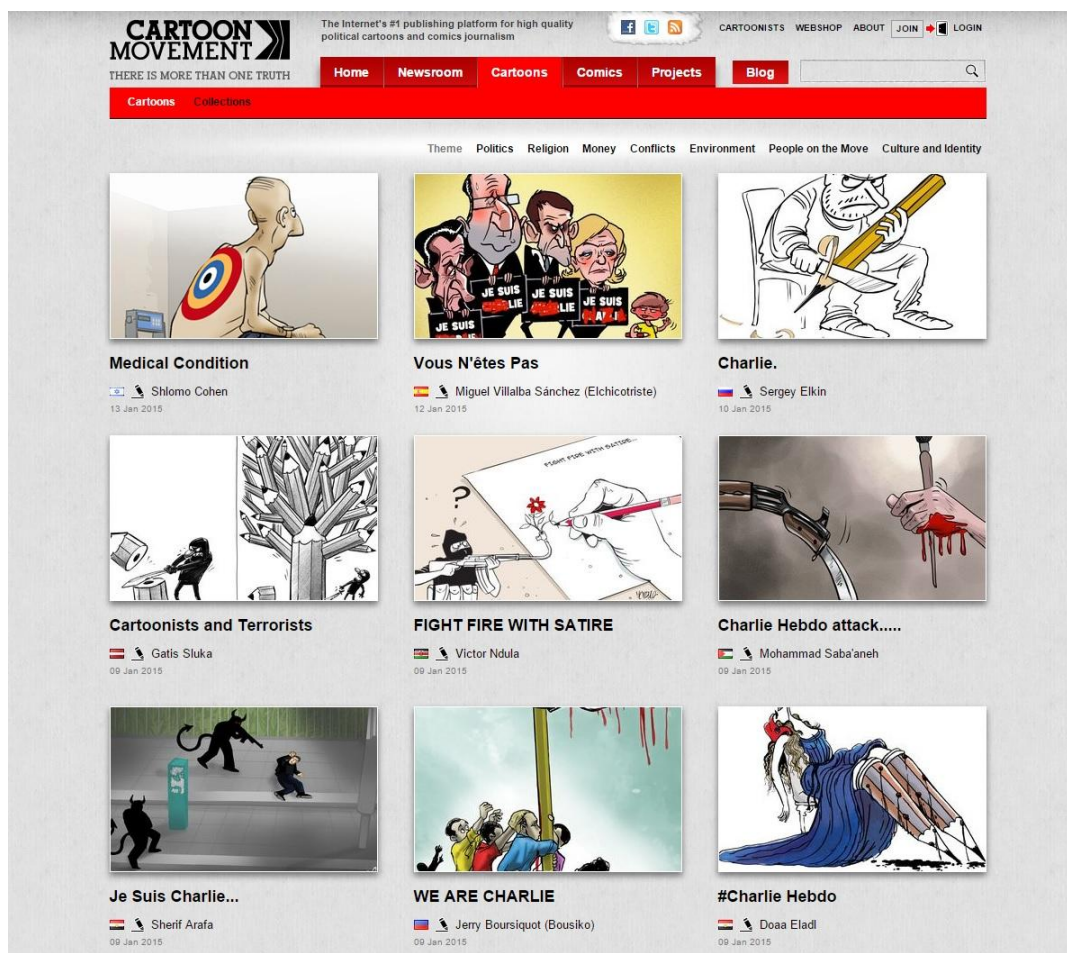 CARTOON
MOVEMENT
THERE IS MORE THAN ONE TRUTH
The Internet's #1 publishing platform for high quality
political cartoons and comics journalism
CARTOONISTS WEBSHOP ABOUT JOIN LOGIN
Home Newsroom Cartoons Comics Projects Blog
Cartoons Collections
Theme Politics Religion Money Conflicts Environment People on the Move Culture and Identity
JE SUIS
JE SUIS
LIE
JE SUIS
LIE
JE SUIS
Medical Condition
Shlomo Cohen
13 Jan 2015
Vous N'êtes Pas
Miguel Villalba Sánchez (Elchicotriste)
12 Jan 2015
Charlie.
Sergey Elkin
10 Jan 2015
FIGHT FIRE WITH SATIRE...
?
Cartoonists and Terrorists
Gatis Sluka
09 Jan 2015
FIGHT FIRE WITH SATIRE
Victor Ndula
09 Jan 2015
Charlie Hebdo attack.....
Mohammad Saba'aneh
09 Jan 2015
Je Suis Charlie...
Sherif Arafa
09 Jan 2015
WE ARE CHARLIE
Jerry Boursiquot (Bousiko)
09 Jan 2015
#Charlie Hebdo
Doaa Eladl
09 Jan 2015